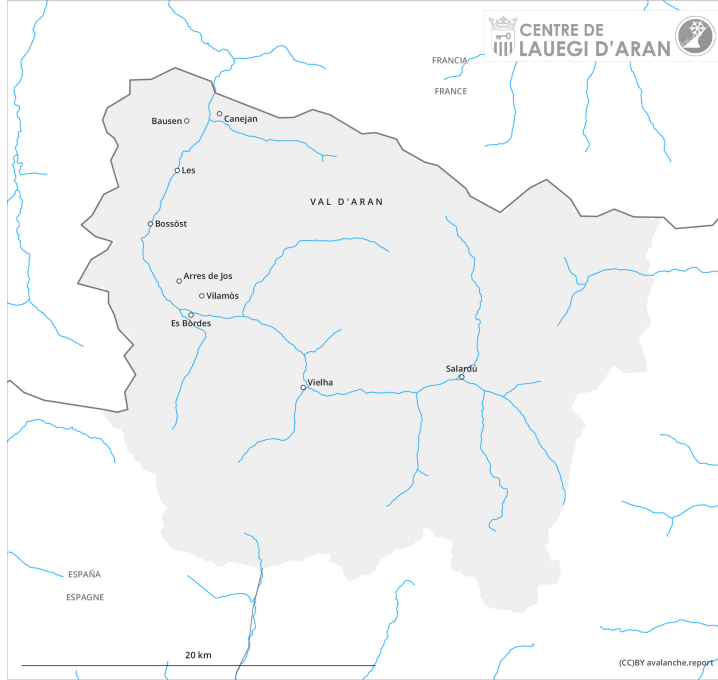 CENTRE DE
LAUEGI D'ARAN
FRANCIA
FRANCE
Bausen
Canejan
Les
VAL D'ARAN
Bossòst
Arres de Jos
Vilamòs
Es Bòrdes
Salardú
Vielha
ESPAÑA
ESPAGNE
20 km
(CC)BY avalanche.report